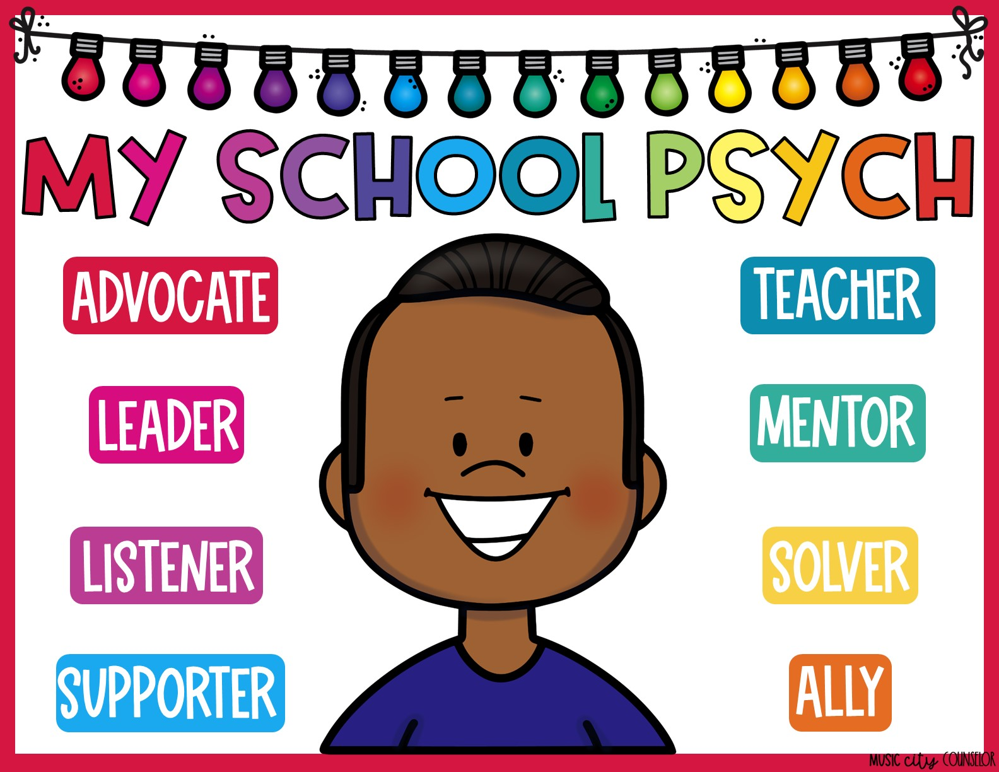 MY SCHOOL PSYCH
ADVOCATE
LEADER
LISTENER
SUPPORTER
TEACHER
MENTOR
SOLVER
ALLY
MUSIC city COUNSELOR